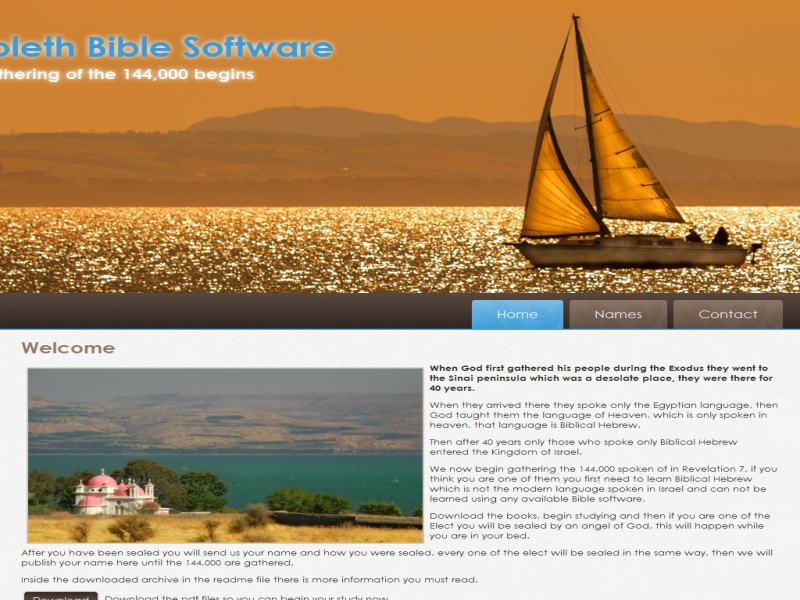 Bible Software
of the 144,000 begins
Home Names Contact
Welcome
When God first gathered his people during the Exodus they went to
the Sinai peninsula which was a desolate place, they were there for
40 years.
When they arrived there they spoke only the Egyptian language, then
God taught them the language of Heaven, which is only spoken in
heaven, that language is Biblical Hebrew.
Then after 40 years only those who spoke only Biblical Hebrew
entered the Kingdom of Israel.
We now begin gathering the 144,000 spoken of in Revelation 7, if you
think you are one of them you first need to learn Biblical Hebrew
which is not the modern language spoken in Israel and can not be
learned using any available Bible software.
Download the books, begin studying and then if you are one of the
Elect you will be sealed by an angel of God, this will happen while
you are in your bed.
After you have been sealed you will send us your name and how you were sealed, every one of the elect will be sealed in the same way, then we will
publish your name here until the 144,000 are gathered.
Inside the downloaded archive in the readme file there is more information you must read.
Download Download the pdf files so you can begin your study now